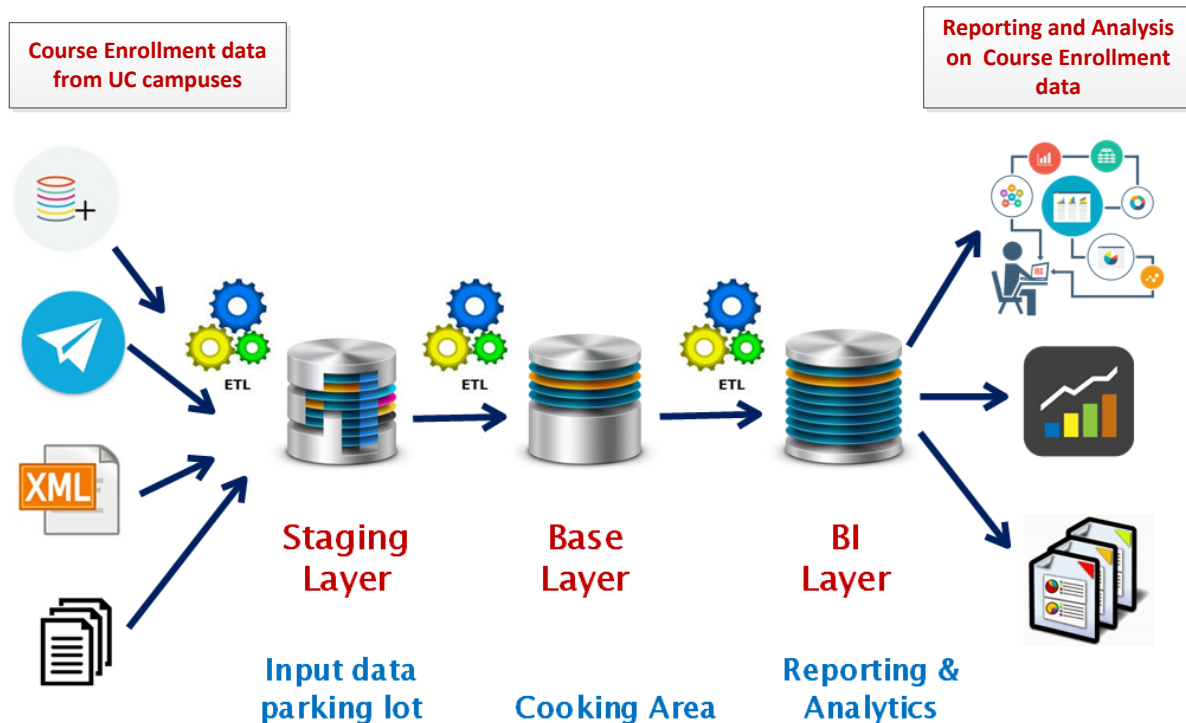 Course Enrollment data
from UC campuses
Reporting and Analysis
on Course Enrollment
data
BI
ETL
ETL
ETL
XML
Staging
Layer
Base
Layer
BI
Layer
Input data
parking lot
Cooking Area
Reporting &
Analytics